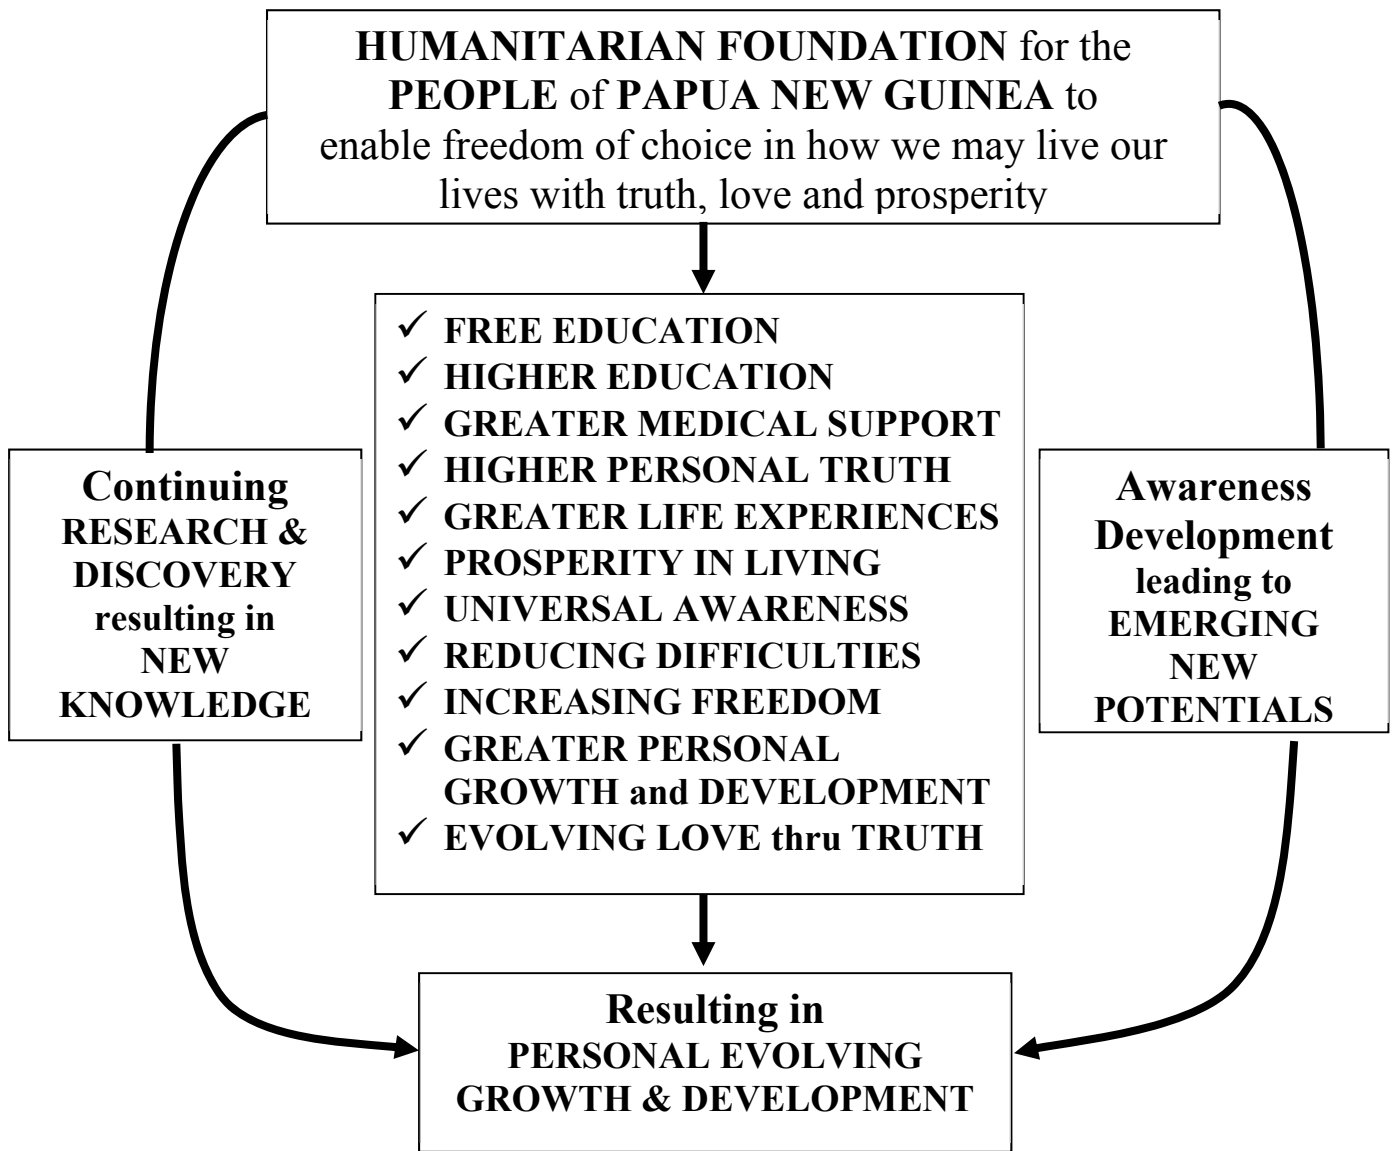 HUMANITARIAN FOUNDATION for the
PEOPLE of PAPUA NEW GUINEA to
enable freedom of choice in how we may live our
lives with truth, love and prosperity
✓ FREE EDUCATION
✓ HIGHER EDUCATION
✓ GREATER MEDICAL SUPPORT
✓ HIGHER PERSONAL TRUTH
✓ GREATER LIFE EXPERIENCES
✓ PROSPERITY IN LIVING
✓ UNIVERSAL AWARENESS
✓ REDUCING DIFFICULTIES
✓ INCREASING FREEDOM
✓ GREATER PERSONAL
GROWTH and DEVELOPMENT
✓ EVOLVING LOVE thru TRUTH
Continuing
RESEARCH &
DISCOVERY
resulting in
NEW
KNOWLEDGE
Awareness
Development
leading to
EMERGING
NEW
POTENTIALS
Resulting in
PERSONAL EVOLVING
GROWTH & DEVELOPMENT